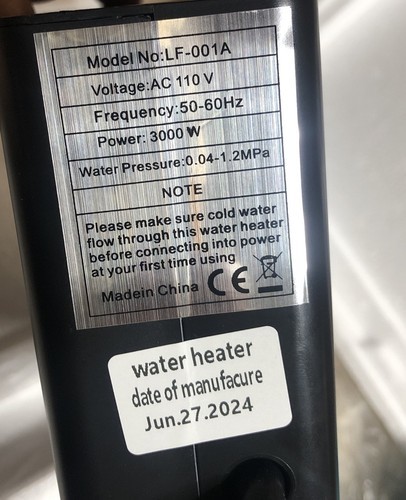 Model No:LF-001A
Voltage:AC 110 V
Frequency:50-60Hz
Power: 3000 W
Water Pressure:0.04-1.2MPa
NOTE
Please make sure cold water
flow through this water heater
before connecting into power
at your first time using
Madein China CE
water heater
date of manufacure
Jun.27.2024